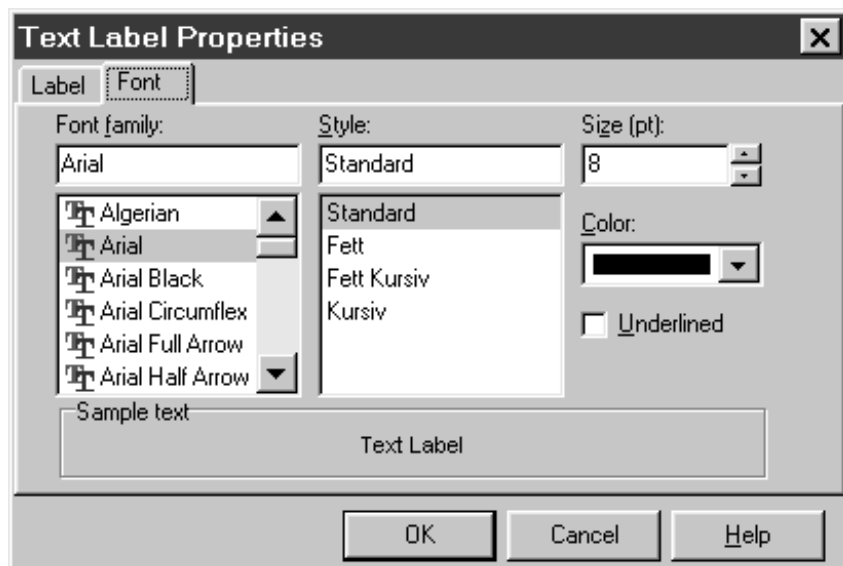 Text Label Properties
Label
Font
Font family:
Style:
Size (pt):
Arial
Standard
8
Algerian
Arial
Arial Black
Arial Circumflex
Arial Full Arrow
Arial Half Arrow
Standard
Fett
Fett Kursiv
Kursiv
Color:
Underlined
Sample text
Text Label
OK
Cancel
Help